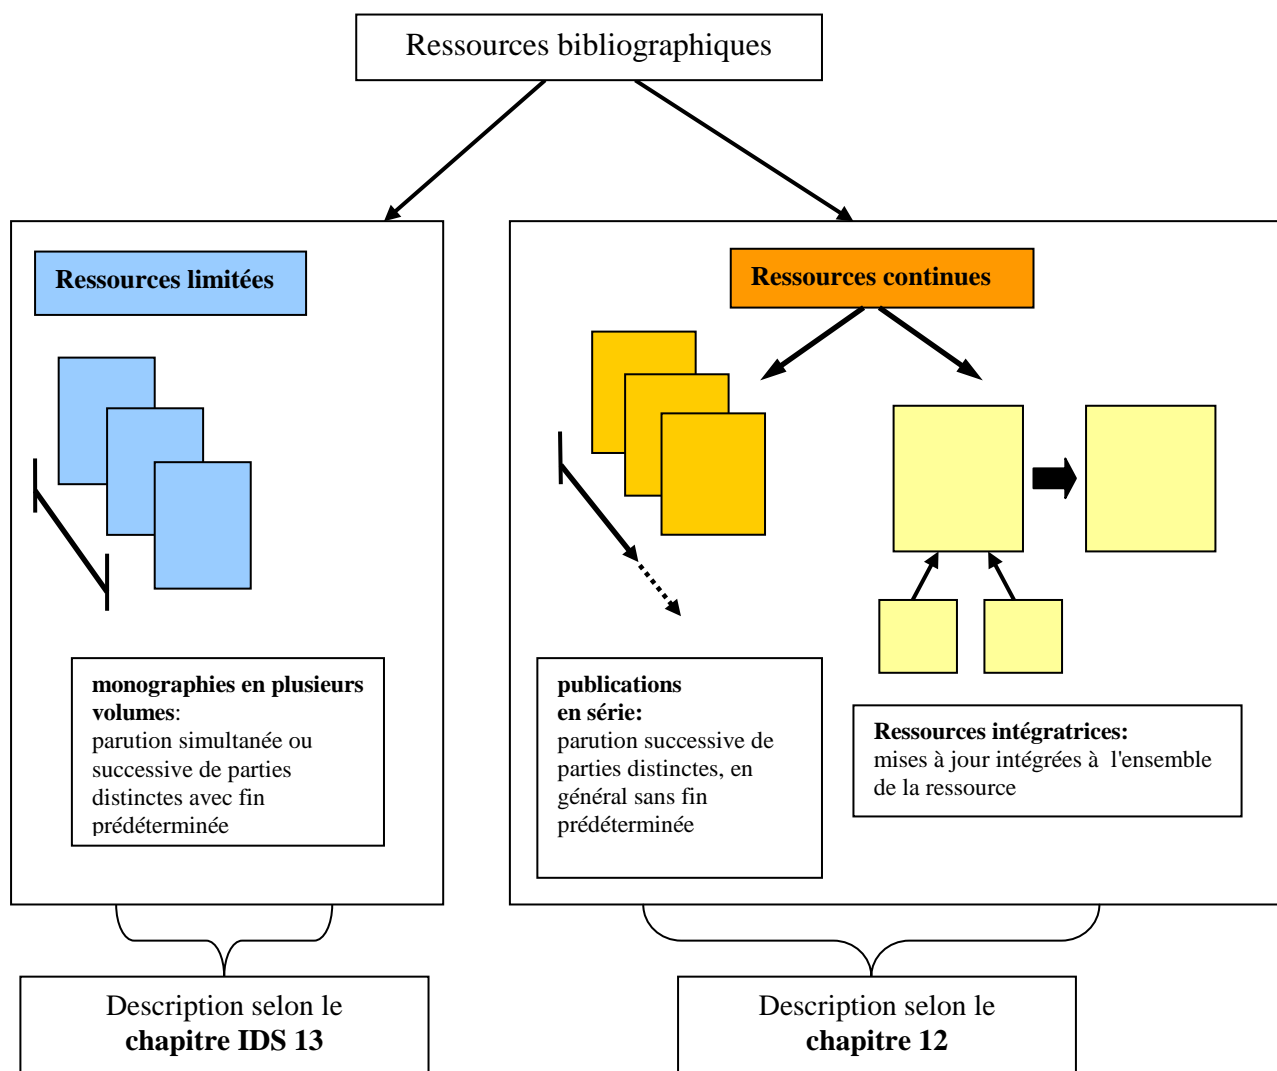 Ressources bibliographiques
Ressources limitées
Ressources continues
monographies en plusieurs
volumes:
parution simultanée ou
successive de parties
distinctes avec fin
prédéterminée
publications
en série:
parution successive de
parties distinctes, en
général sans fin
prédéterminée
Ressources intégratrices:
mises à jour intégrées à l'ensemble
de la ressource
Description selon le
chapitre IDS 13
Description selon le
chapitre 12